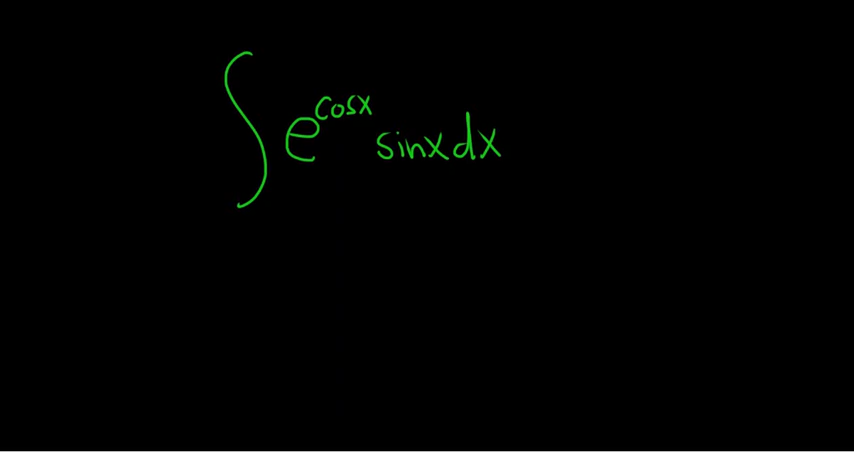 ∫ e^cosx sinx dx